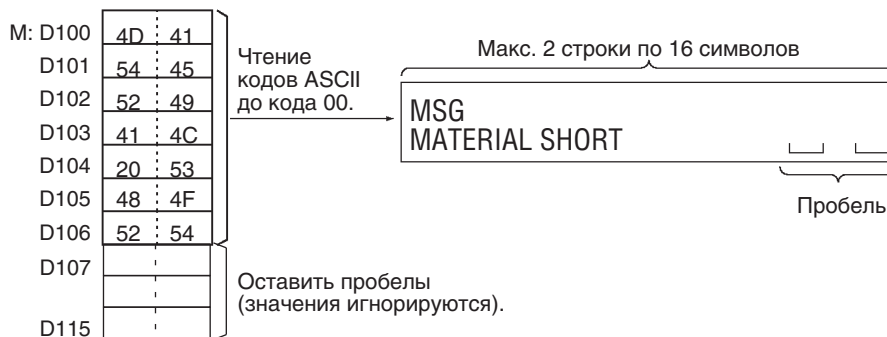 M: D100 4D 41
D101 54 45
D102 52 49
D103 41 4C
D104 20 53
D105 48 4F
D106 52 54
D107
D115
Чтение
кодов ASCII
до кода 00.
Оставить пробелы
(значения игнорируются).
Макс. 2 строки по 16 символов
MSG
MATERIAL SHORT